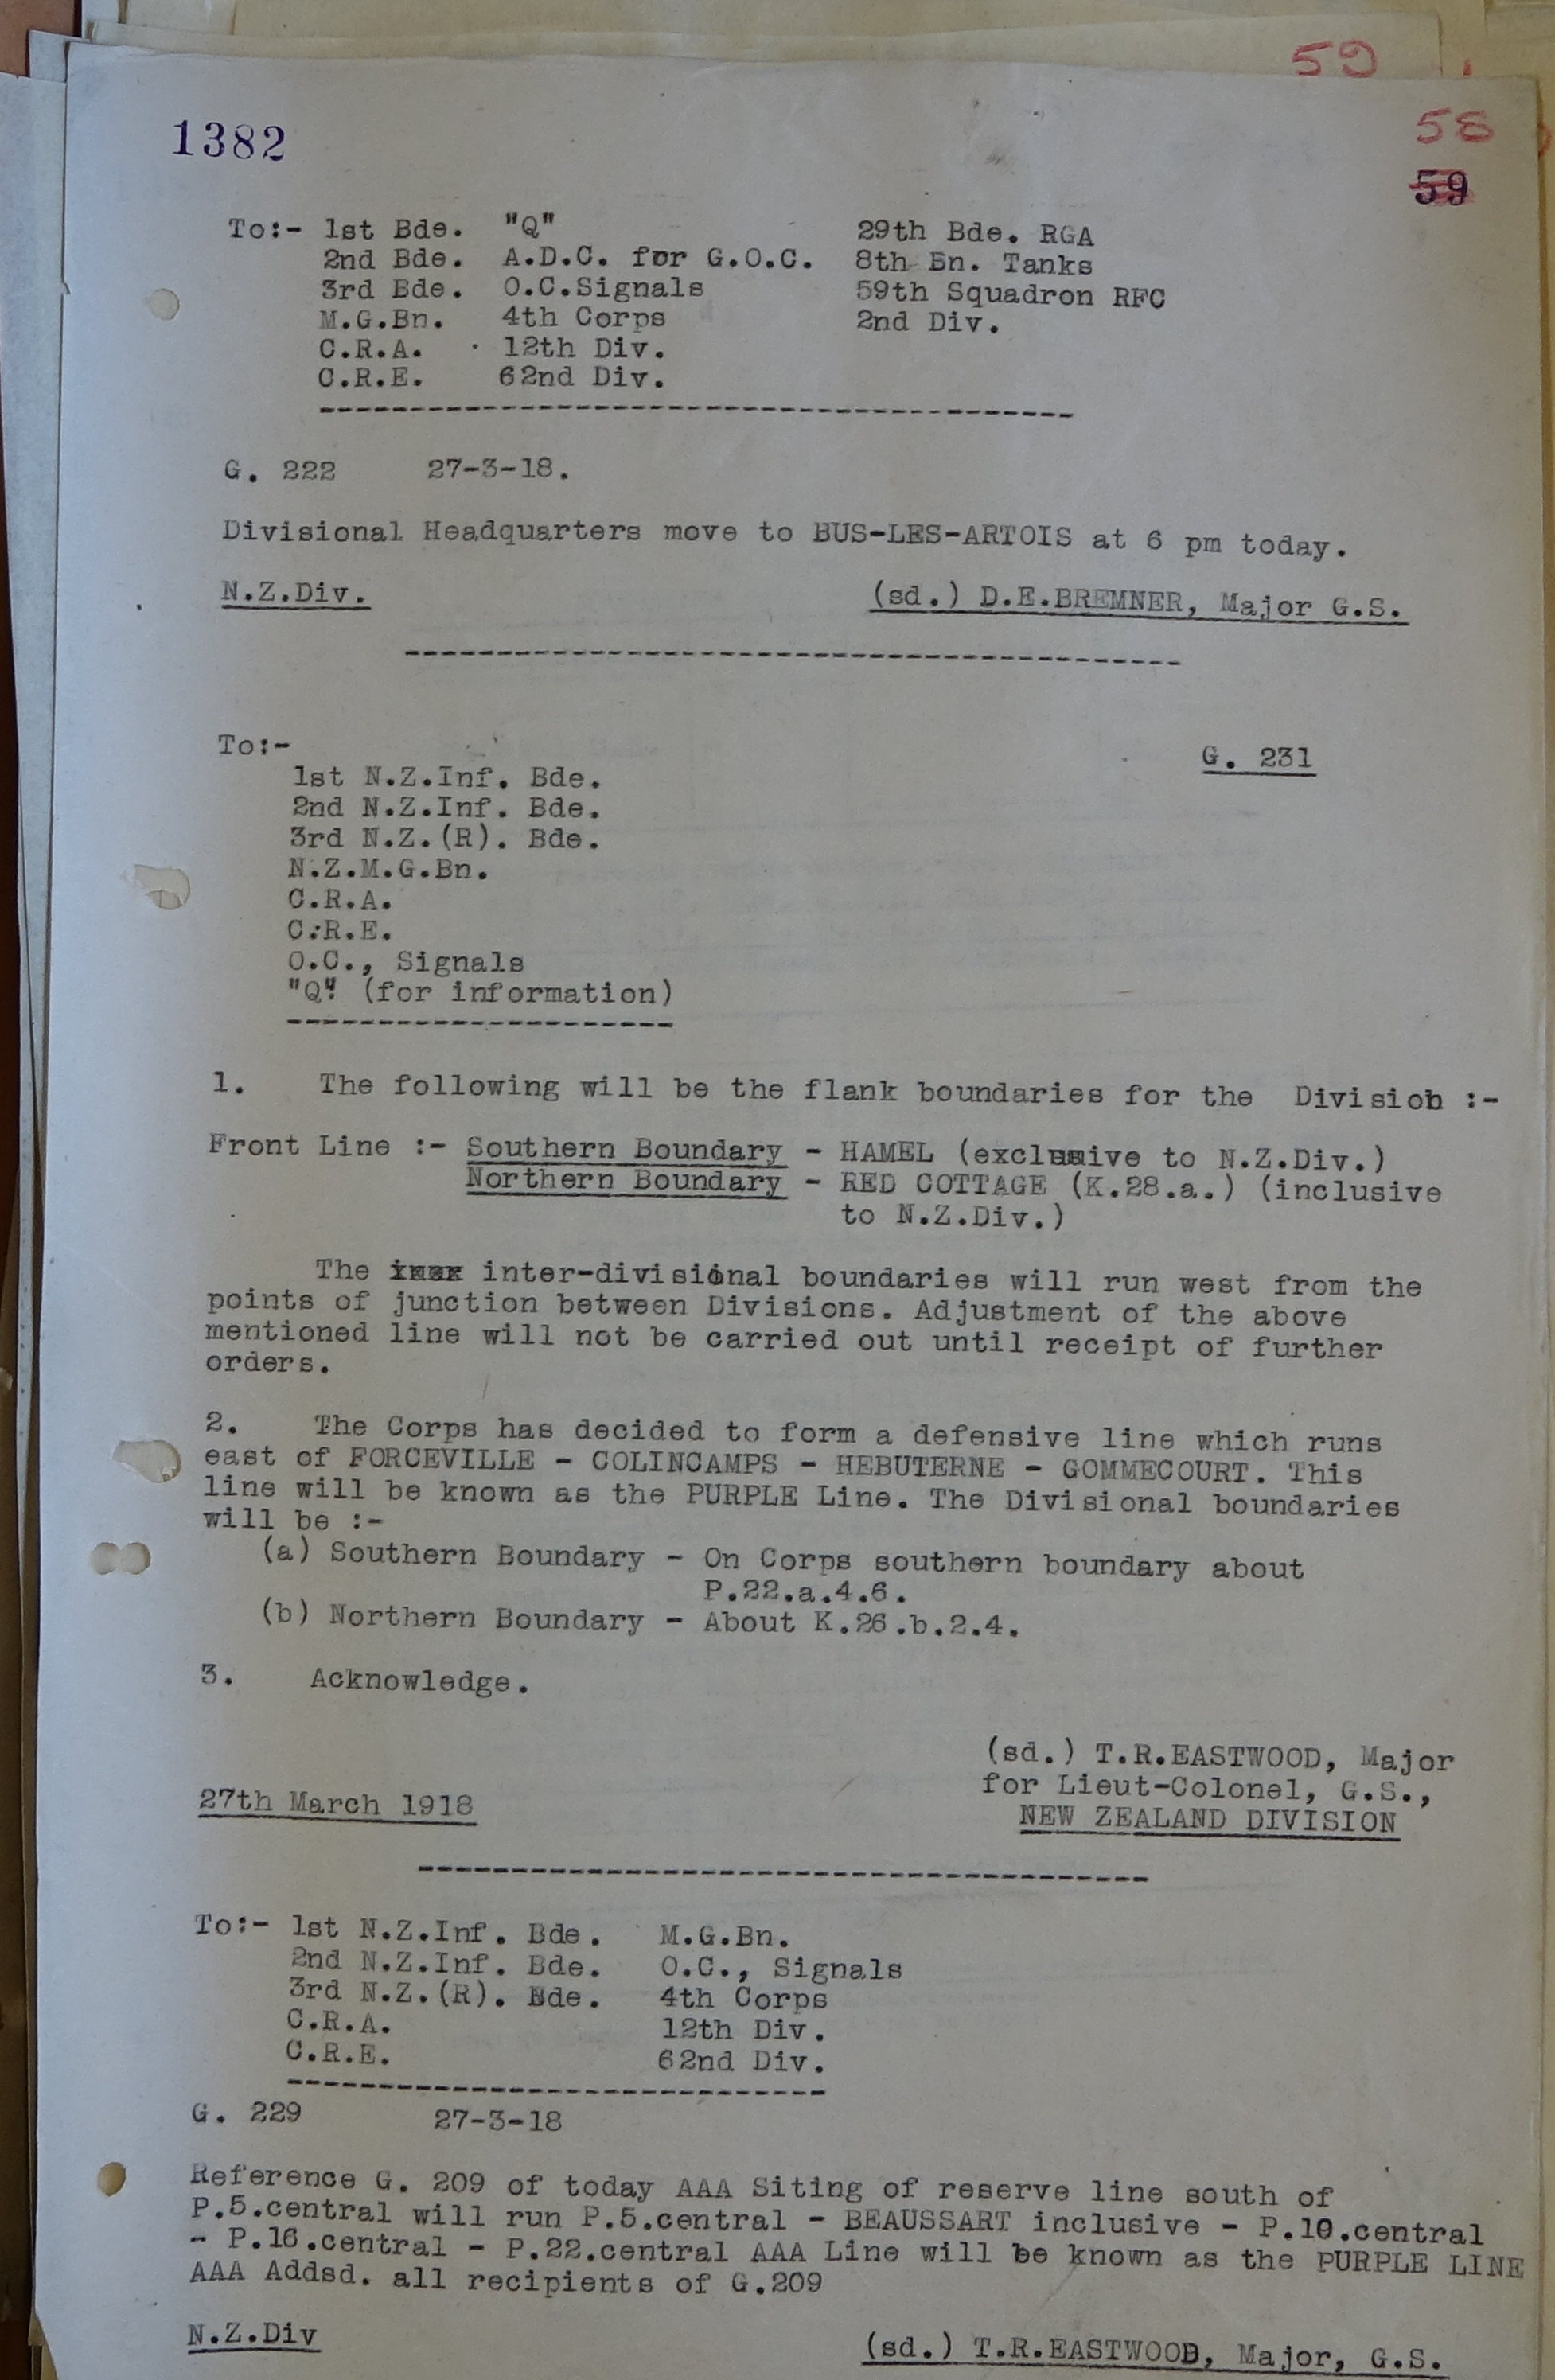 59
1382
58
59
To:- 1st Bde. "Q" 29th Bde. RGA
2nd Bde. A.D.C. for G.O.C. 8th Bn. Tanks
3rd Bde. O.C.Signals 59th Squadron RFC
M.G.Bn. 4th Corps 2nd Div.
C.R.A. 12th Div.
C.R.E. 62nd Div.
G. 222 27-3-18.
Divisional Headquarters move to BUS-LES-ARTOIS at 6 pm today.
N.Z.Div. (sd.) D.E.BREMNER, Major G.S.
To:- G. 231
1st N.Z.Inf. Bde.
2nd N.Z.Inf. Bde.
3rd N.Z.(R). Bde.
N.Z.M.G.Bn.
C.R.A.
C.R.E.
O.C., Signals
"Q" (for information)
1. The following will be the flank boundaries for the Division :-
Front Line :- Southern Boundary - HAMEL (exclusive to N.Z.Div.)
Northern Boundary - RED COTTAGE (K.28.a.) (inclusive
to N.Z.Div.)
The inter-divisional boundaries will run west from the
points of junction between Divisions. Adjustment of the above
mentioned line will not be carried out until receipt of further
orders.
2. The Corps has decided to form a defensive line which runs
east of FORCEVILLE - COLINCAMPS - HEBUTERNE - GOMMECOURT. This
line will be known as the PURPLE Line. The Divisional boundaries
will be :-
(a) Southern Boundary - On Corps southern boundary about
P.22.a.4.6.
(b) Northern Boundary - About K.26.b.2.4.
3. Acknowledge.
(sd.) T.R.EASTWOOD, Major
for Lieut-Colonel, G.S.,
27th March 1918
NEW ZEALAND DIVISION
To:- 1st N.Z.Inf. Bde. M.G.Bn.
2nd N.Z.Inf. Bde. O.C., Signals
3rd N.Z.(R). Bde. 4th Corps
C.R.A. 12th Div.
C.R.E. 62nd Div.
G. 229 27-3-18
Reference G. 209 of today AAA Siting of reserve line south of
P.5.central will run P.5.central - BEAUSSART inclusive - P.10.central
- P.16.central - P.22.central AAA Line will be known as the PURPLE LINE
AAA Addsd. all recipients of G.209
N.Z.Div (sd.) T.R.EASTWOOD, Major, G.S.